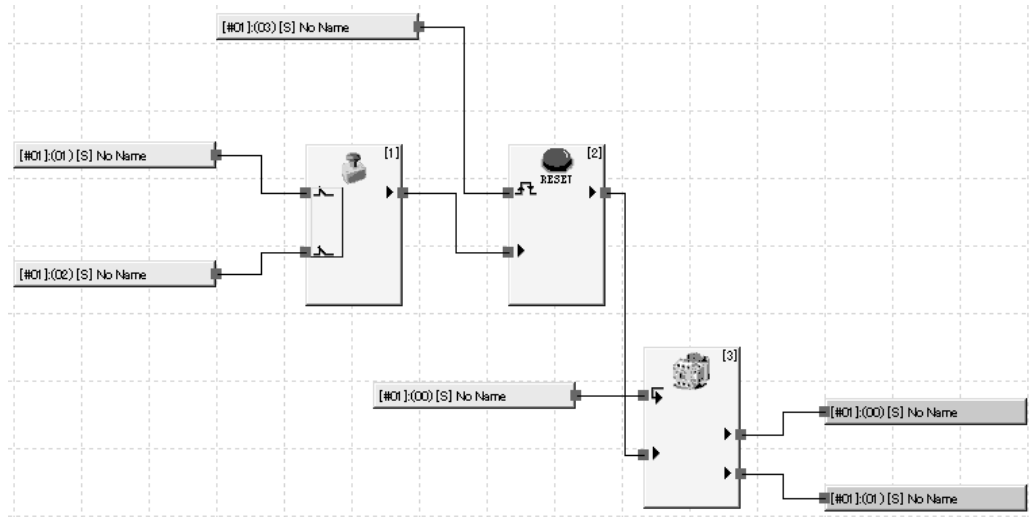 [#01]:(03) [S] No Name
[#01]:(01) [S] No Name
[1]
[2]
RESET
[#01]:(02) [S] No Name
[3]
[#01]:(00) [S] No Name
[#01]:(00) [S] No Name
[#01]:(01) [S] No Name